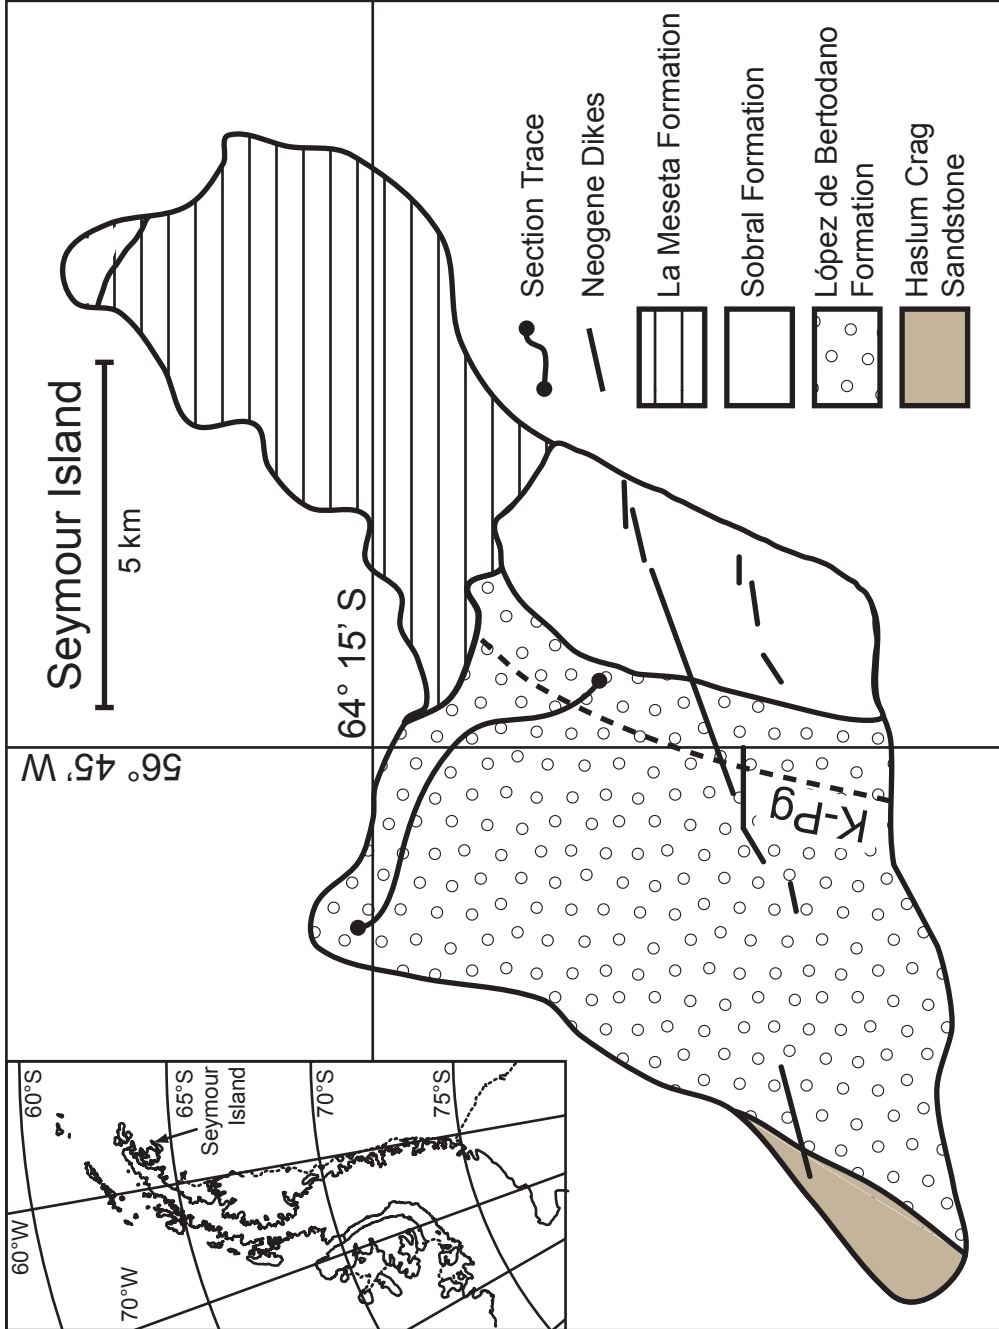 Seymour Island
5 km
64° 15' S
56° 45' W
K-Pg
Section Trace
Neogene Dikes
La Meseta Formation
Sobral Formation
López de Bertodano
Formation
Haslum Crag
Sandstone
60°S
65°S
70°S
75°S
60°W
70°W
Seymour
Island